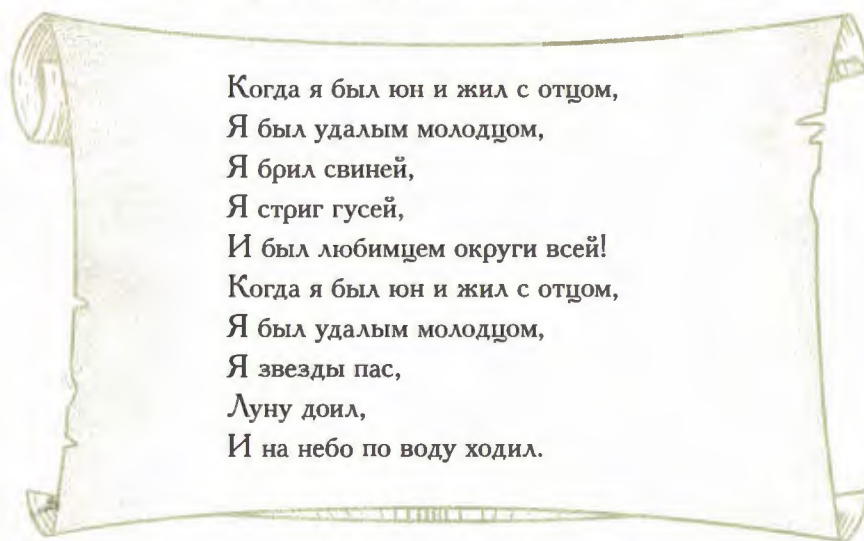 Когда я был юн и жил с отцом,
Я был удалым молодцом,
Я брил свиней,
Я стриг гусей,
И был любимцем округи всей!
Когда я был юн и жил с отцом,
Я был удалым молодцом,
Я звезды пас,
Луну доил,
И на небо по воду ходил.